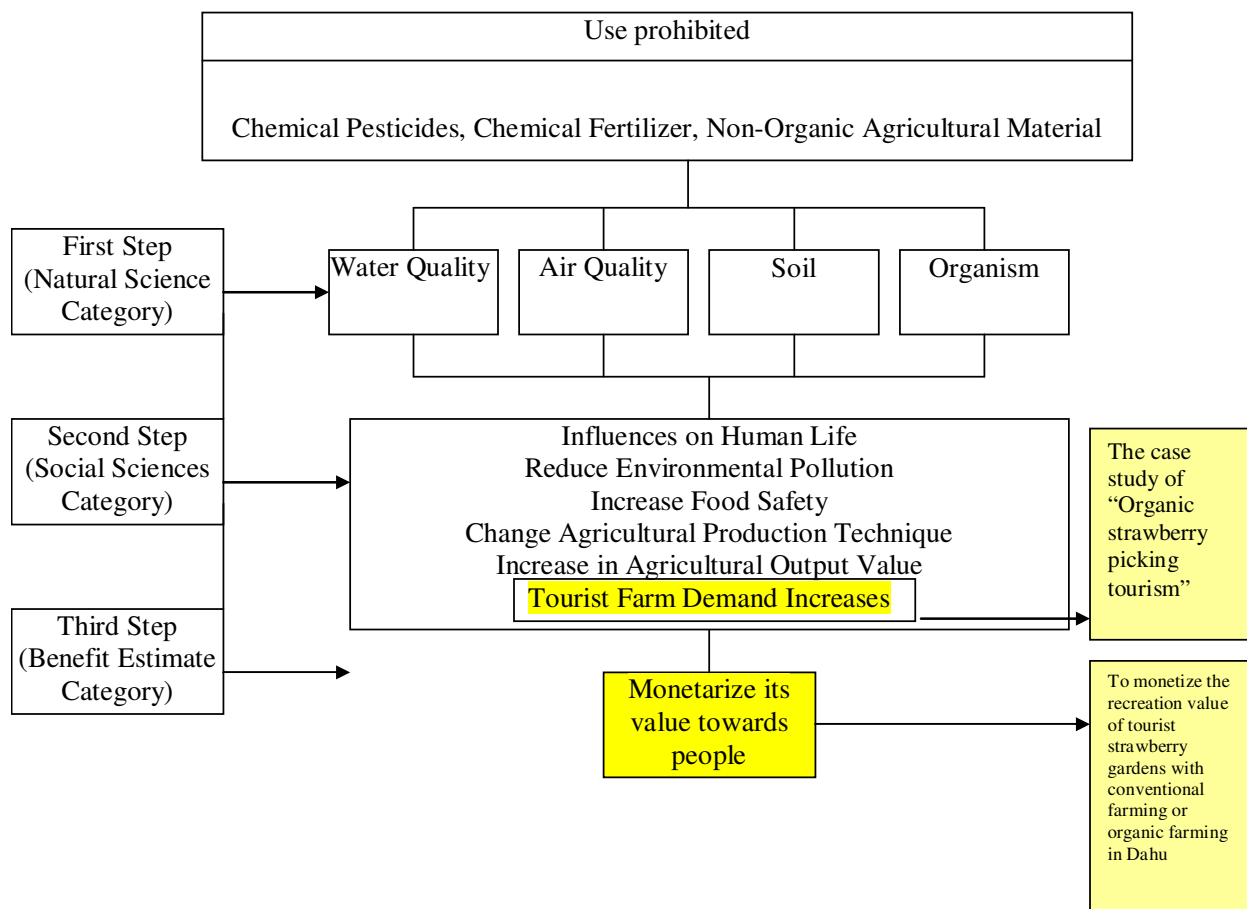 Use prohibited
Chemical Pesticides, Chemical Fertilizer, Non-Organic Agricultural Material
First Step
(Natural Science
Category)
Water Quality
Air Quality
Soil
Organism
Second Step
(Social Sciences
Category)
Influences on Human Life
Reduce Environmental Pollution
Increase Food Safety
Change Agricultural Production Technique
Increase in Agricultural Output Value
Tourist Farm Demand Increases
The case
study of
“Organic
strawberry
picking
tourism”
Third Step
(Benefit Estimate
Category)
Monetarize its
value towards
people
To monetize the
recreation value
of tourist
strawberry
gardens with
conventional
farming or
organic farming
in Dahu